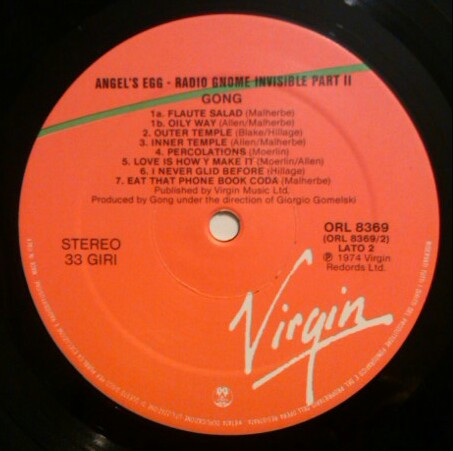 ANGEL'S EGG - RADIO GNOME INVISIBLE PART II
GONG
1a. FLAUTE SALAD (Malherbe)
1b. OILY WAY (Allen/Malherbe)
2. OUTER TEMPLE (Blake/Hillage)
3. INNER TEMPLE (Allen/Malherbe)
4. PERCOLATIONS (Moerlin)
5. LOVE IS HOW Y MAKE IT (Moerlin/Allen)
6. I NEVER GLID BEFORE (Hillage)
7. EAT THAT PHONE BOOK CODA (Malherbe)
Published by Virgin Music Ltd.
Produced by Gong under the direction of Giorgio Gomelski
STEREO
33 GIRI
ORL 8369
(ORL 8369/2)
LATO 2
℗ 1974 Virgin
Redords Ltd.
Virgin